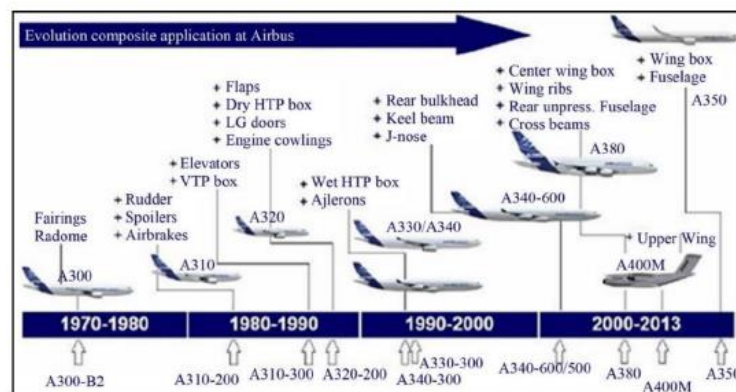 Evolution composite application at Airbus
Fairings
Radome
A300
+ Rudder
+ Spoilers
+ Airbrakes
A310
+ Elevators
+ VTP box
+ Flaps
+ Dry HTP box
+ LG doors
+ Engine cowlings
A320
+ Wet HTP box
+ Ajlerons
A330/A340
+ Rear bulkhead
+ Keel beam
+ J-nose
A340-600
+ Center wing box
+ Wing ribs
+ Rear unpress. Fuselage
+ Cross beams
A380
+ Upper Wing
A400M
+ Wing box
+ Fuselage
A350
1970-1980
1980-1990
1990-2000
2000-2013
A300-B2
A310-200
A310-300
A320-200
A330-300
A340-300
A340-600/500
A380
A400M
A350